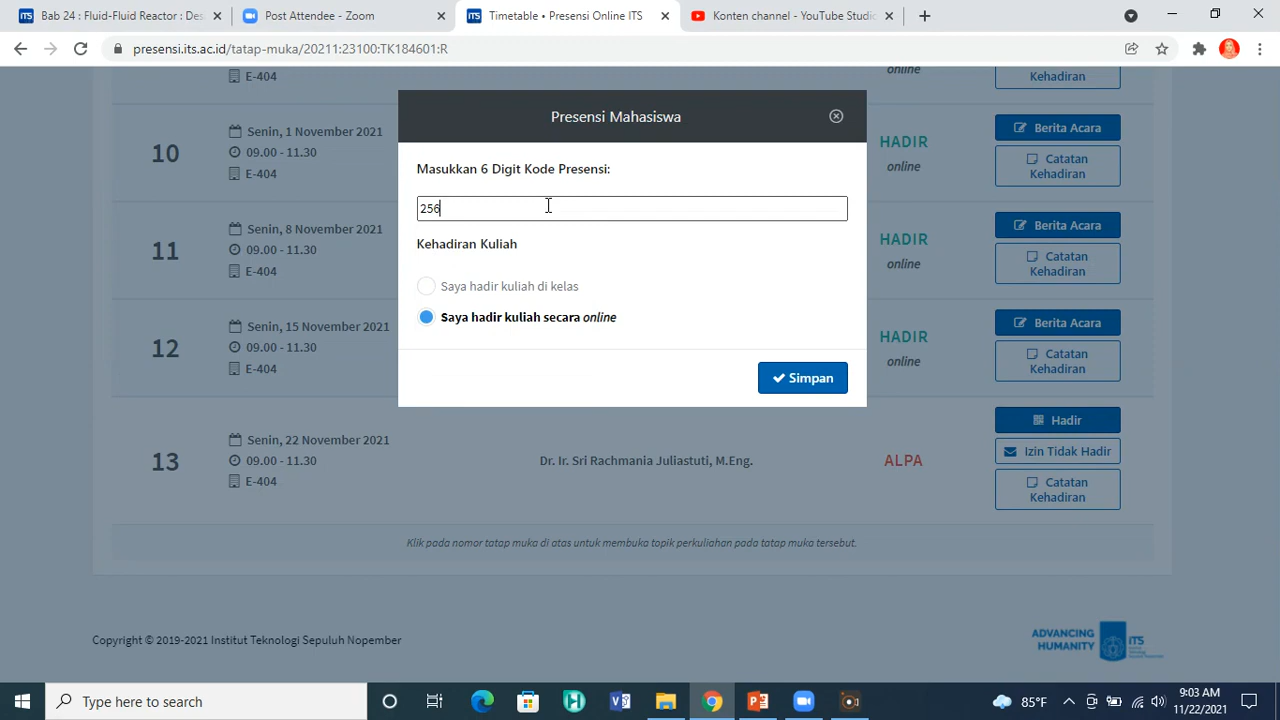 Bab 24 : Fluid-Fluid Reactor : Des
Post Attendee - Zoom
Timetable • Presensi Online ITS
Konten channel - YouTube Studio
presensi.its.ac.id/tatap-muka/20211:23100:TK184601:R
E-404
online
Kehadiran
10
Senin, 1 November 2021
09.00 - 11.30
E-404
HADIR
online
Berita Acara
Catatan
Kehadiran
11
Senin, 8 November 2021
09.00 - 11.30
E-404
HADIR
online
Berita Acara
Catatan
Kehadiran
12
Senin, 15 November 2021
09.00 - 11.30
E-404
HADIR
online
Berita Acara
Catatan
Kehadiran
13
Senin, 22 November 2021
09.00 - 11.30
E-404
Dr. Ir. Sri Rachmania Juliastuti, M.Eng.
ALPA
Hadir
Izin Tidak Hadir
Catatan
Kehadiran
Presensi Mahasiswa
Masukkan 6 Digit Kode Presensi:
256
Kehadiran Kuliah
Saya hadir kuliah di kelas
Saya hadir kuliah secara online
Simpan
Klik pada nomor tatap muka di atas untuk membuka topik perkuliahan pada tatap muka tersebut.
Copyright © 2019-2021 Institut Teknologi Sepuluh Nopember
ADVANCING
HUMANITY
ITS
Type here to search
85°F
9:03 AM
11/22/2021